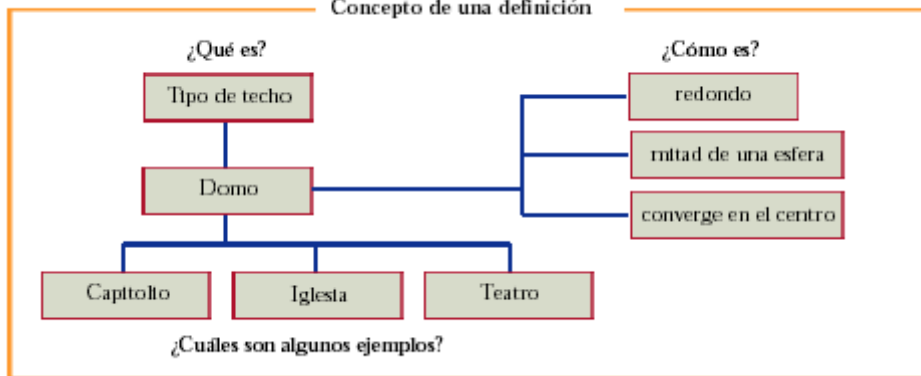 Concepto de una definición
¿Qué es?
¿Cómo es?
Tipo de techo
redondo
mitad de una esfera
Domo
converge en el centro
Capitolio
Iglesia
Teatro
¿Cuáles son algunos ejemplos?